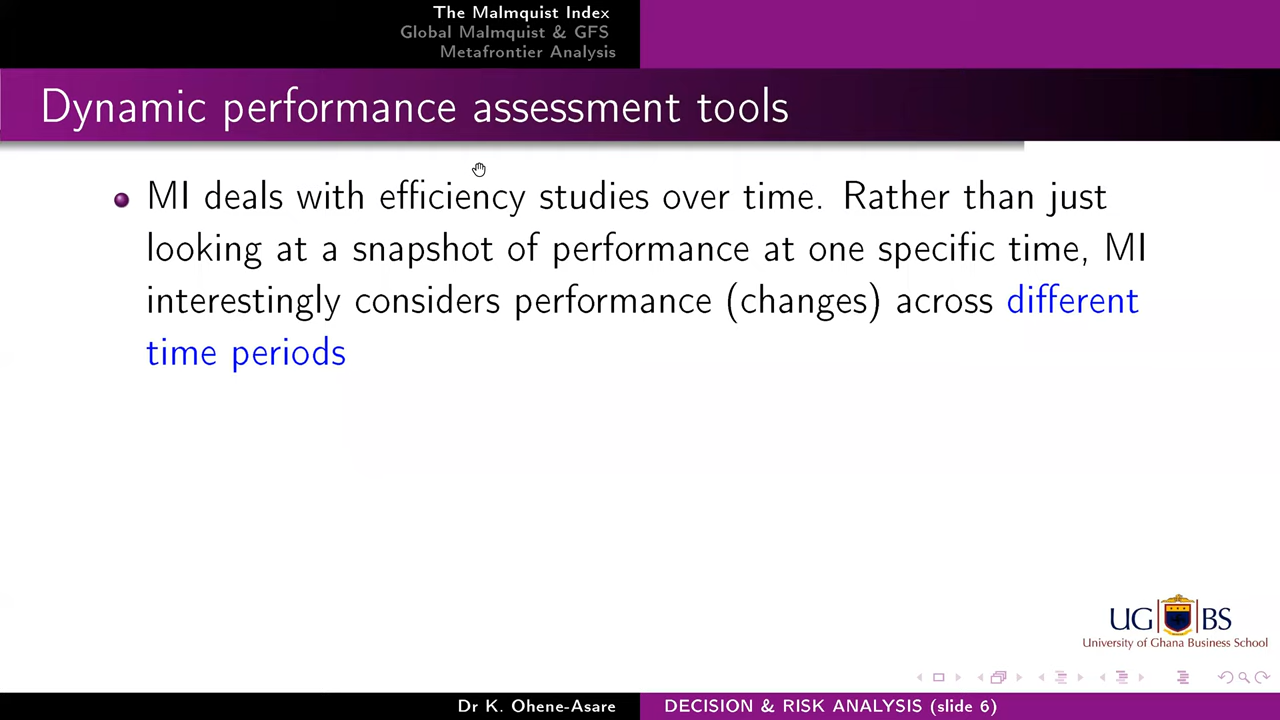 The Malmquist Index
Global Malmquist & GFS
Metafrontier Analysis
Dynamic performance assessment tools
MI deals with efficiency studies over time. Rather than just
looking at a snapshot of performance at one specific time, MI
interestingly considers performance (changes) across different
time periods
UG BS
University of Ghana Business School
Dr K. Ohene-Asare
DECISION & RISK ANALYSIS (slide 6)